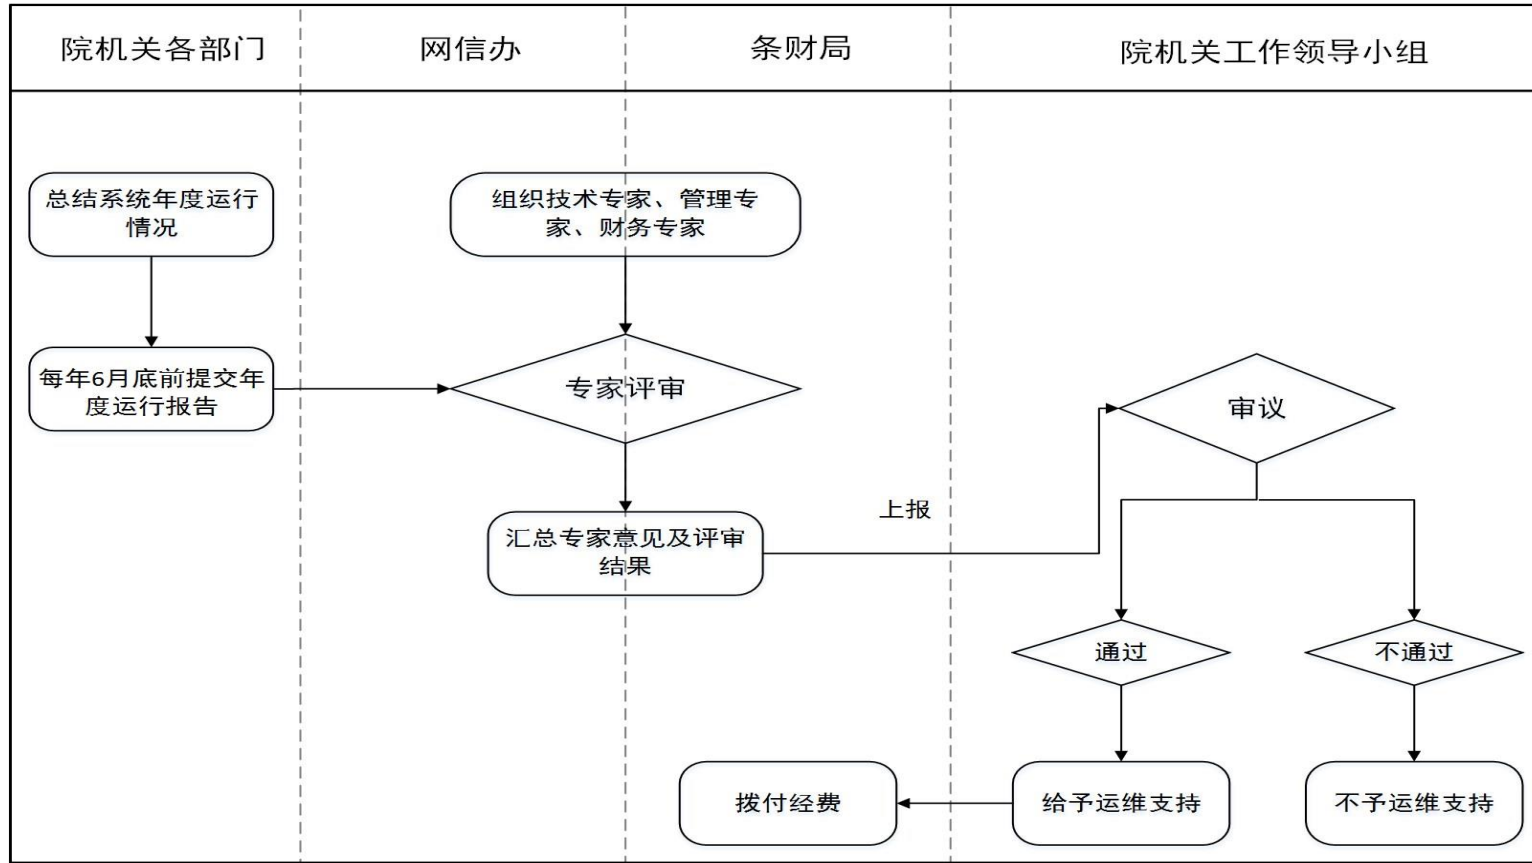 院机关各部门
网信办
条财局
院机关工作领导小组
总结系统年度运行
情况
组织技术专家、管理专
家、财务专家
每年6月底前提交年
度运行报告
专家评审
审议
上报
汇总专家意见及评审
结果
通过
不通过
拨付经费
给予运维支持
不予运维支持